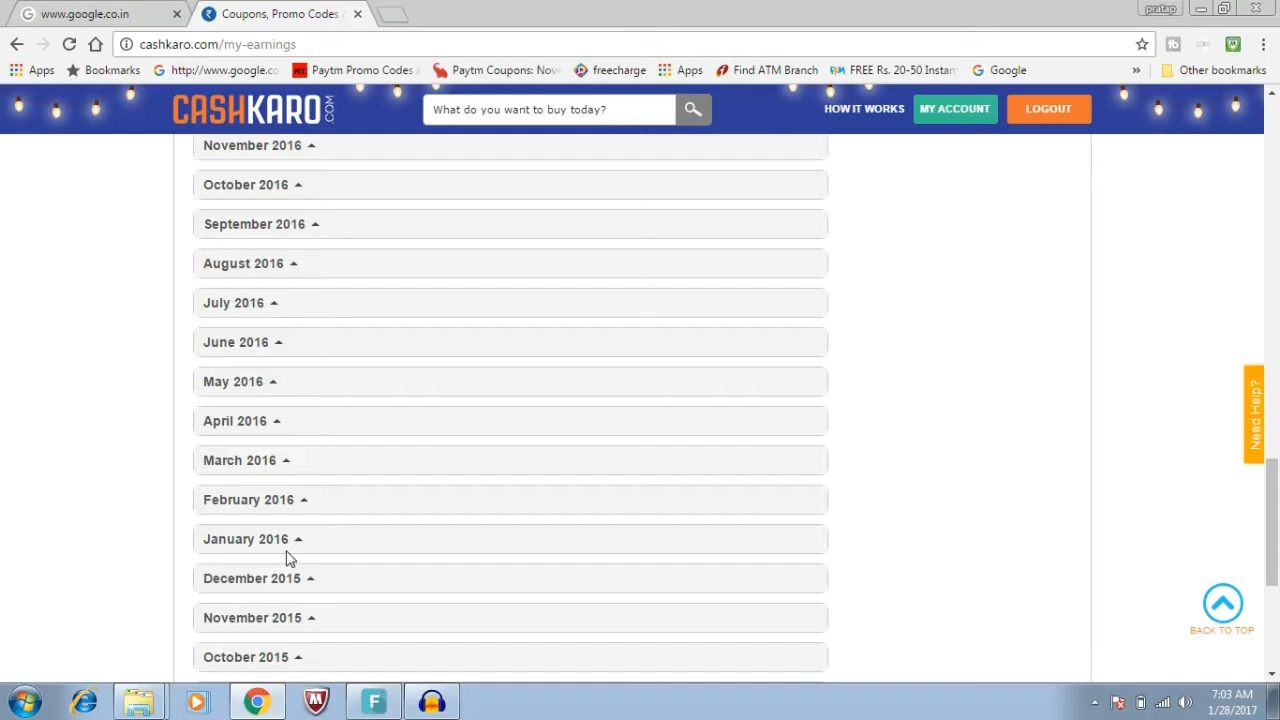 www.google.co.in
Coupons, Promo Codes
pratap
cashkaro.com/my-earnings
Apps
Bookmarks
http://www.google.co
Paytm Promo Codes
Paytm Coupons: Nov
freecharge
Apps
Find ATM Branch
FREE Rs. 20-50 Instan
Google
»
Other bookmarks
CASHKARO.COM
What do you want to buy today?
HOW IT WORKS
MY ACCOUNT
LOGOUT
November 2016
October 2016
September 2016
August 2016
July 2016
June 2016
May 2016
April 2016
March 2016
February 2016
January 2016
December 2015
November 2015
October 2015
Need Help?
BACK TO TOP
7:03 AM
1/28/2017